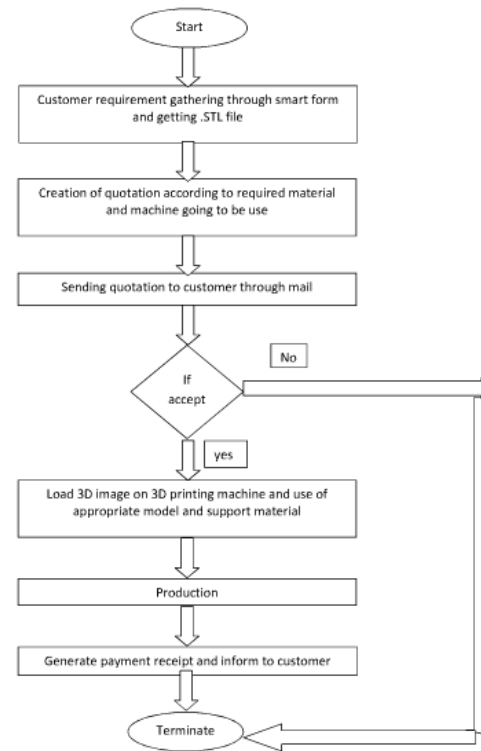 Start
Customer requirement gathering through smart form
and getting .STL file
Creation of quotation according to required material
and machine going to be use
Sending quotation to customer through mail
No
If
accept
yes
Load 3D image on 3D printing machine and use of
appropriate model and support material
Production
Generate payment receipt and inform to customer
Terminate